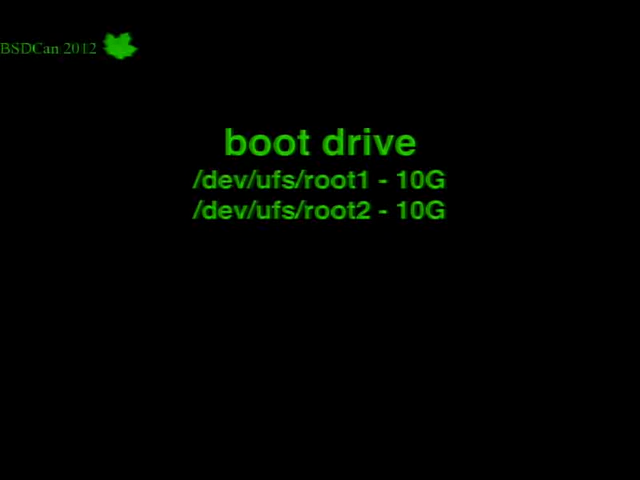 BSDCan 2012
boot drive
/dev/ufs/root1 - 10G
/dev/ufs/root2 - 10G